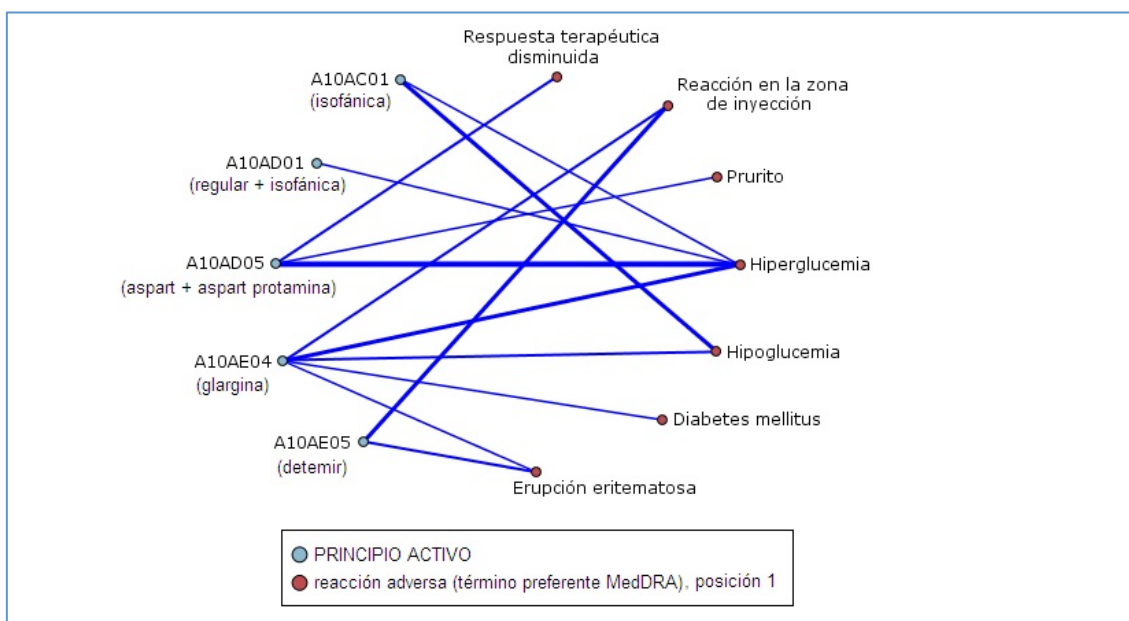 Respuesta terapéutica
disminuida
A10AC01
(isofánica)
Reacción en la zona
de inyección
A10AD01
(regular + isofánica)
Prurito
A10AD05
(aspart + aspart protamina)
Hiperglucemia
A10AE04
(glargina)
Hipoglucemia
Diabetes mellitus
A10AE05
(detemir)
Erupción eritematosa
PRINCIPIO ACTIVO
reacción adversa (término preferente MedDRA), posición 1